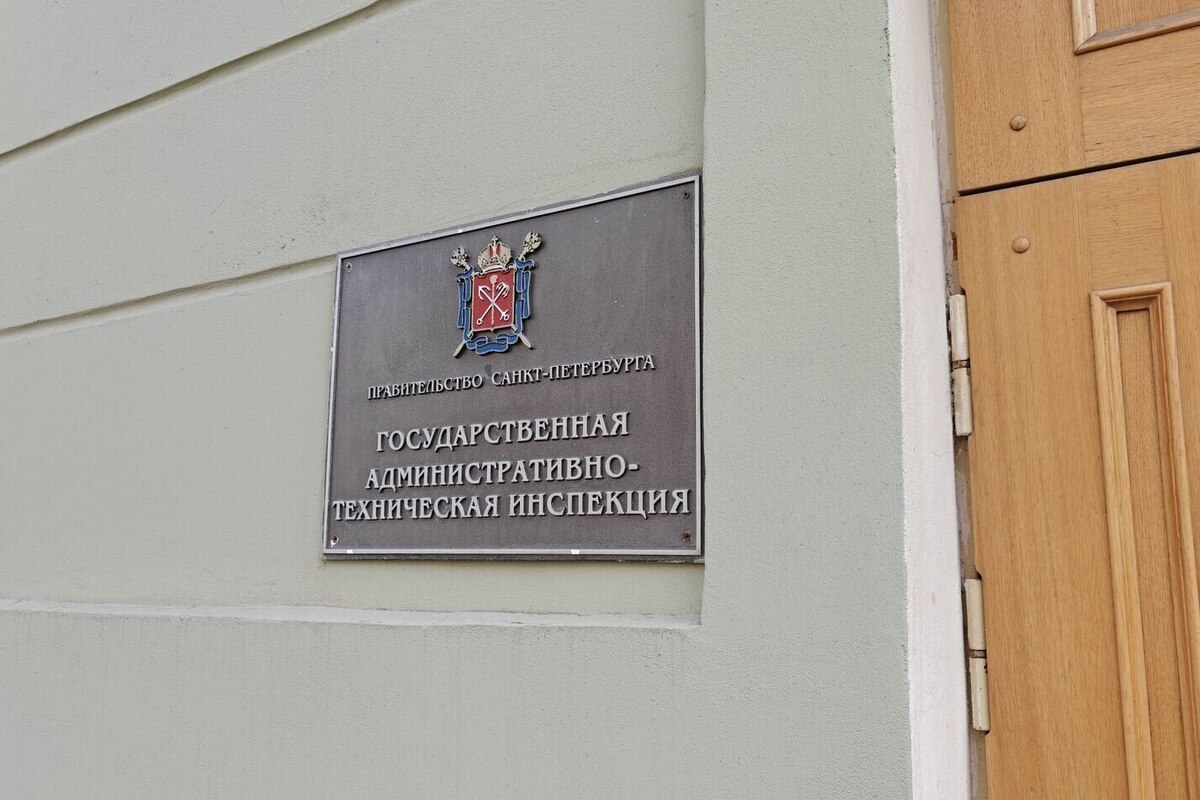 ПРАВИТЕЛЬСТВО САНКТ-ПЕТЕРБУРГА
ГОСУДАРСТВЕННАЯ
АДМИНИСТРАТИВНО-
ТЕХНИЧЕСКАЯ ИНСПЕКЦИЯ